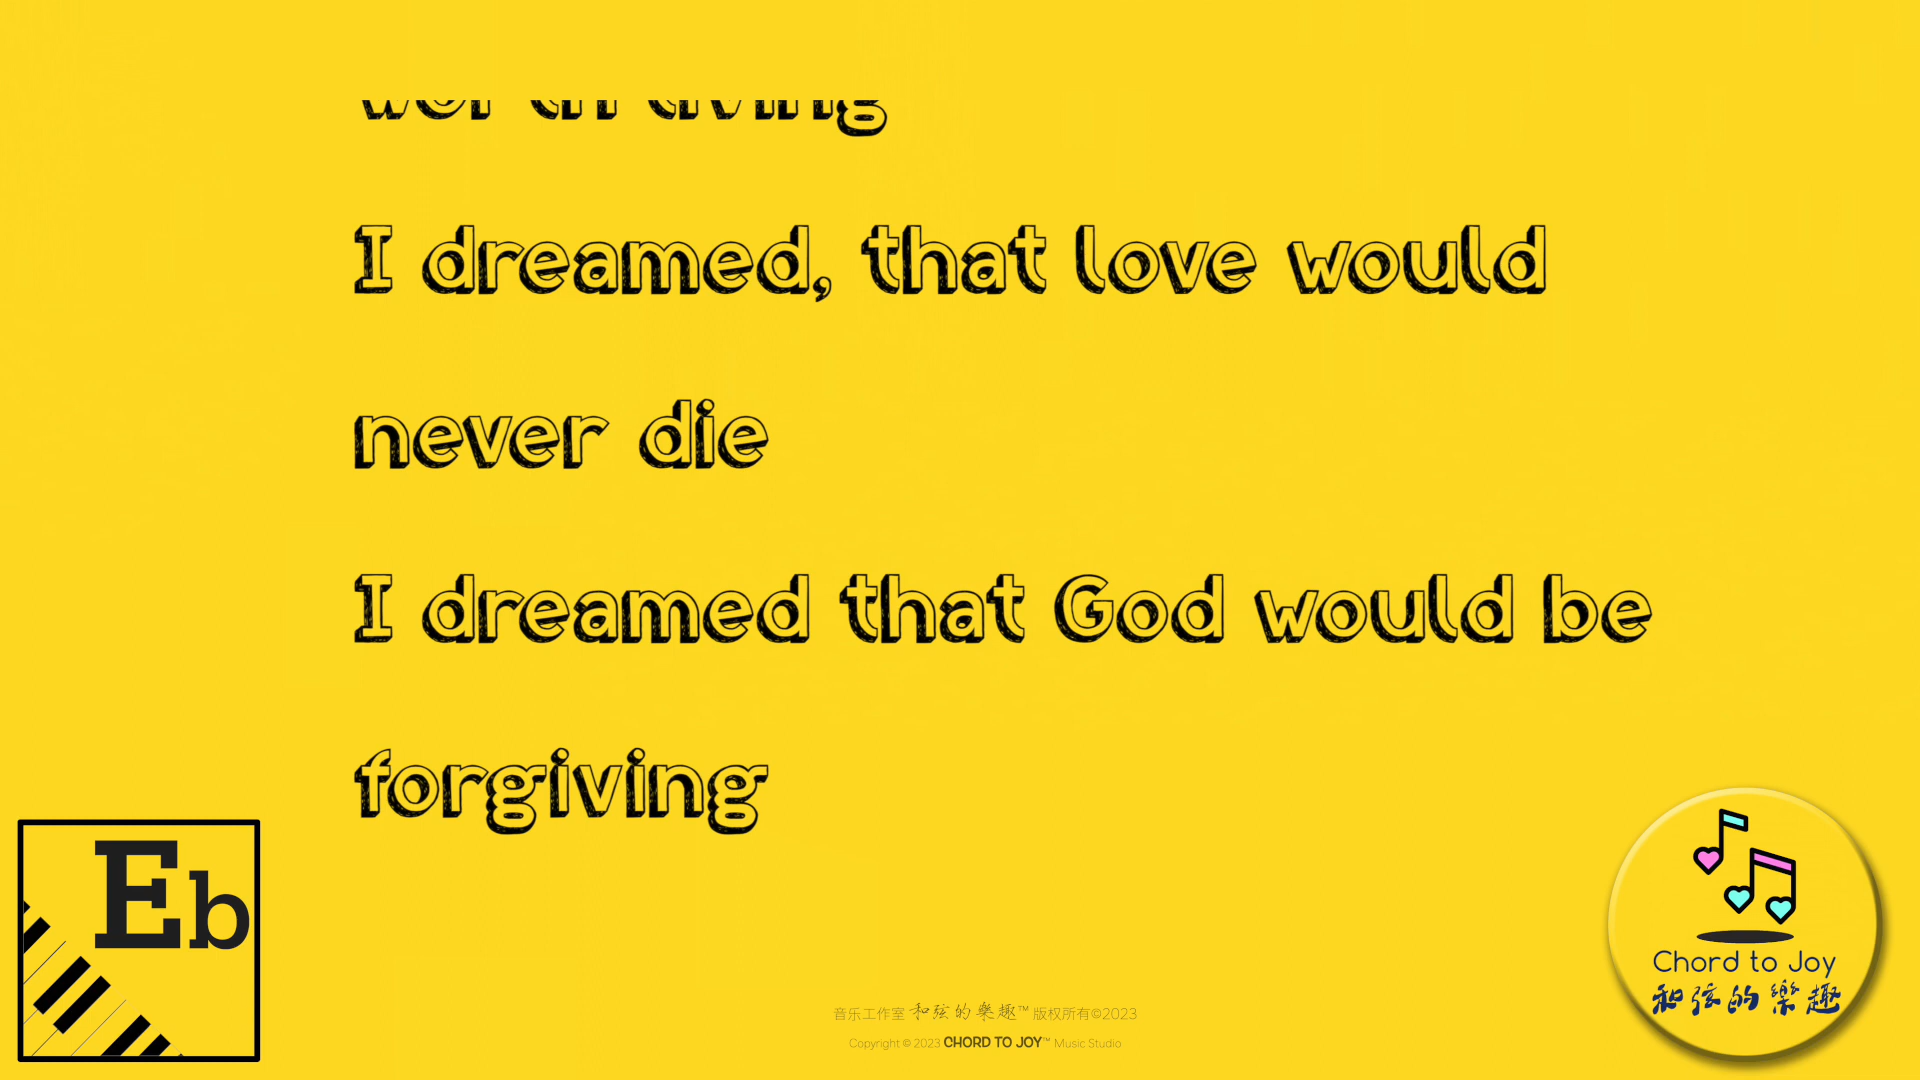 I dreamed, that love would
never die
I dreamed that God would be
forgiving
Eb
Chord to Joy
和弦的樂趣
音乐工作室 和弦的樂趣™ 版权所有©2023
Copyright © 2023 CHORD TO JOY™ Music Studio